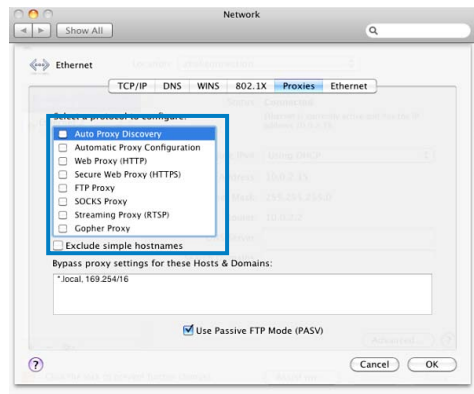 Network
Show All
Ethernet
TCP/IP DNS WINS 802.1X Proxies Ethernet
Select a protocol to configure:
Auto Proxy Discovery
Automatic Proxy Configuration
Web Proxy (HTTP)
Secure Web Proxy (HTTPS)
FTP Proxy
SOCKS Proxy
Streaming Proxy (RTSP)
Gopher Proxy
Exclude simple hostnames
Bypass proxy settings for these Hosts & Domains:
*.local, 169.254/16
Use Passive FTP Mode (PASV)
? Cancel OK